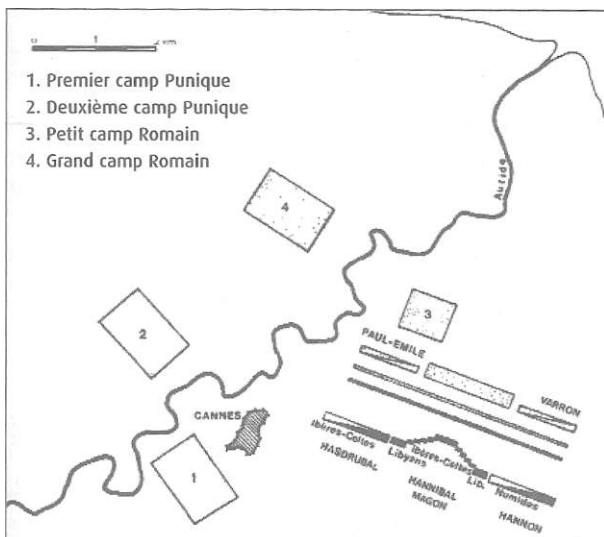 0 1 2 km
1. Premier camp Punique
2. Deuxième camp Punique
3. Petit camp Romain
4. Grand camp Romain
Aufide
4
3
2
PAUL-EMILE
VARRON
CANNES
Ibères-Celtes
Libyens
Ibères-Celtes
Lib.
Numides
HASDRUBAL
HANNIBAL
MAGON
HANNON
1